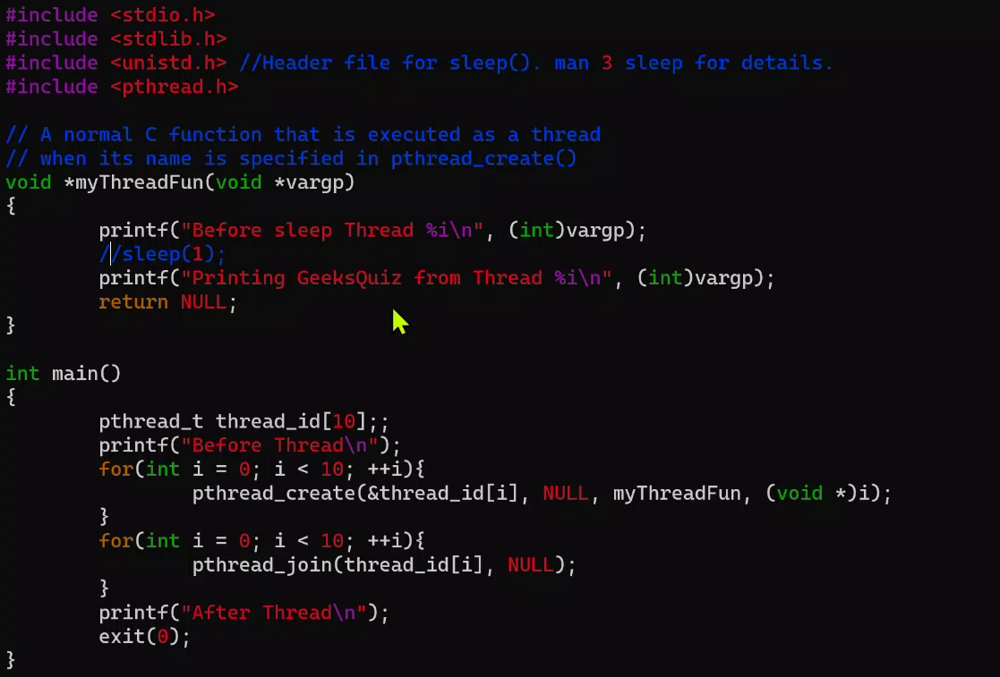 #include <stdio.h>
#include <stdlib.h>
#include <unistd.h> //Header file for sleep(). man 3 sleep for details.
#include <pthread.h>
// A normal C function that is executed as a thread
// when its name is specified in pthread_create()
void *myThreadFun(void *vargp)
{
printf("Before sleep Thread %i\n", (int)vargp);
//sleep(1);
printf("Printing GeeksQuiz from Thread %i\n", (int)vargp);
return NULL;
}
int main()
{
pthread_t thread_id[10];;
printf("Before Thread\n");
for(int i = 0; i < 10; ++i){
pthread_create(&thread_id[i], NULL, myThreadFun, (void *)i);
}
for(int i = 0; i < 10; ++i){
pthread_join(thread_id[i], NULL);
}
printf("After Thread\n");
exit(0);
}